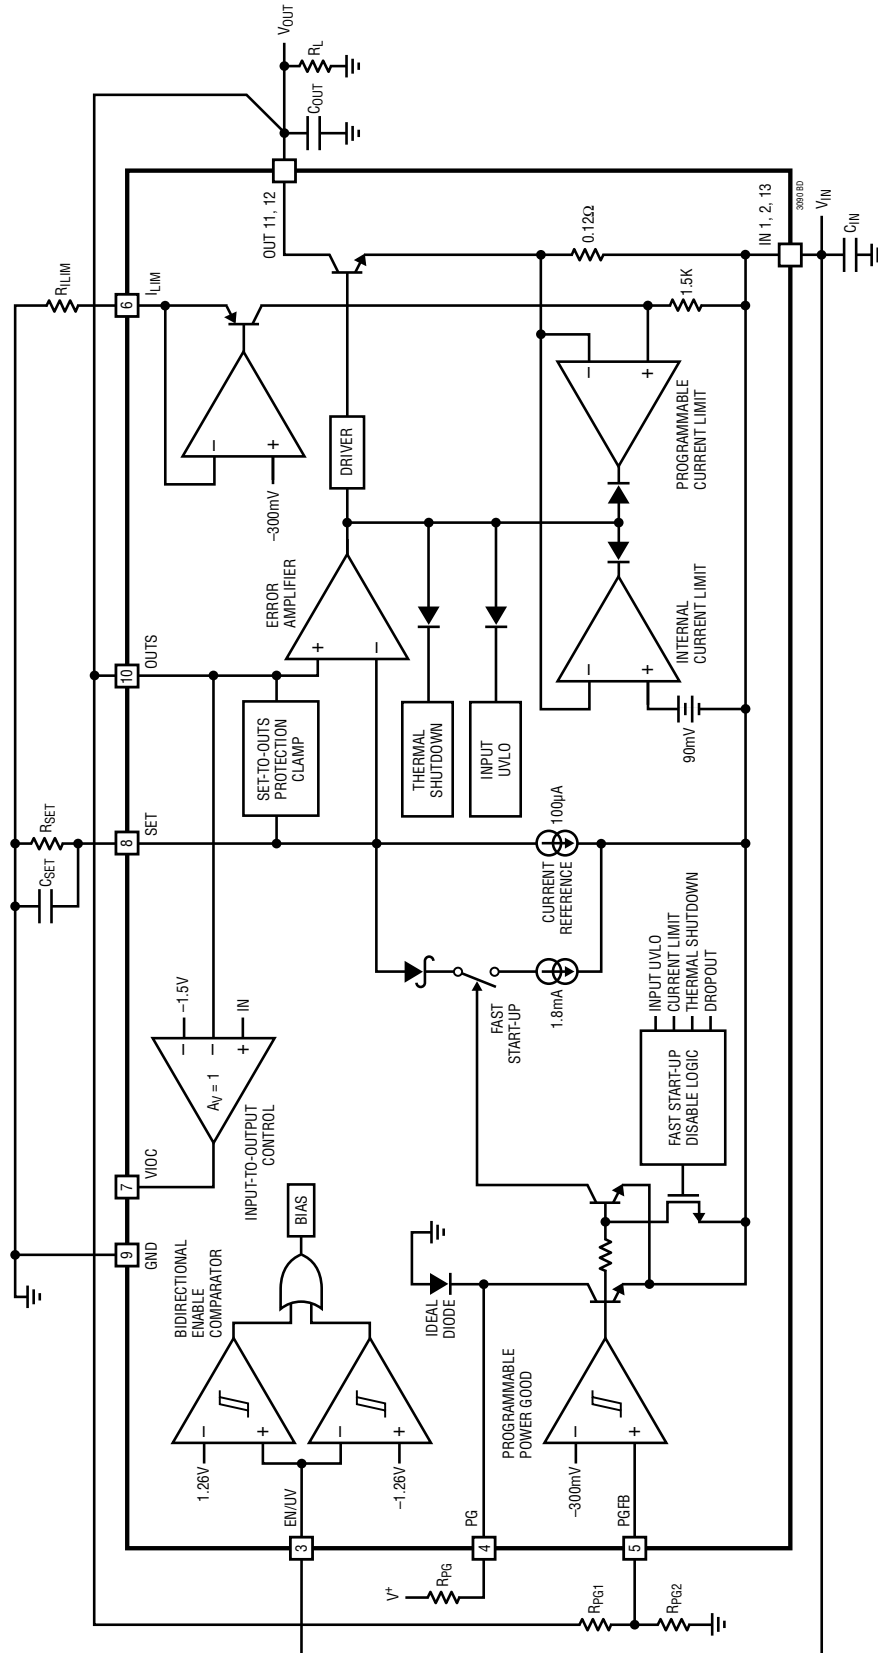 RPG1
RPG2
V+
RPG
3
EN/UV
4
PG
5
PGFB
1.26V
–1.26V
–300mV
–
+
–
+
–
+
BIDIRECTIONAL
ENABLE
COMPARATOR
BIAS
IDEAL
DIODE
PROGRAMMABLE
POWER GOOD
9
GND
7
VIOC
INPUT-TO-OUTPUT
CONTROL
AV = 1
–
–
+
–1.5V
IN
FAST
START-UP
1.8mA
CURRENT
REFERENCE
100µA
FAST START-UP
DISABLE LOGIC
INPUT UVLO
CURRENT LIMIT
THERMAL SHUTDOWN
DROPOUT
CSET
RSET
8
SET
SET-TO-OUTS
PROTECTION
CLAMP
10
OUTS
THERMAL
SHUTDOWN
INPUT
UVLO
90mV
+
–
ERROR
AMPLIFIER
–
+
INTERNAL
CURRENT LIMIT
–300mV
–
+
DRIVER
–
+
PROGRAMMABLE
CURRENT LIMIT
RILIM
6
ILIM
1.5K
0.12Ω
OUT 11, 12
IN 1, 2, 13
COUT
RL
VOUT
3090 BD
VIN
CIN